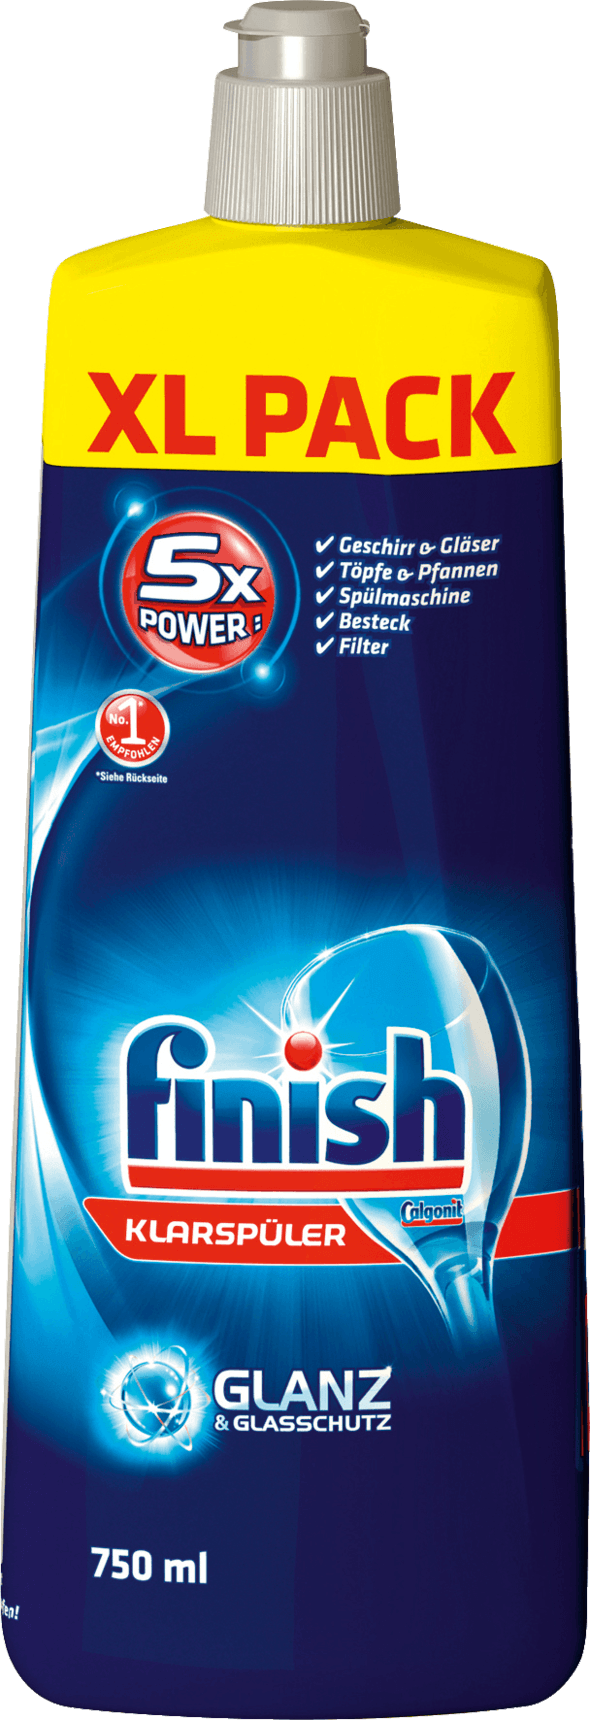 XL PACK
5x
POWER:
✔ Geschirr & Gläser
✔ Töpfe & Pfannen
✔ Spülmaschine
✔ Besteck
✔ Filter
No. 1*
EMPFOHLEN
*Siehe Rückseite
finish
Calgonit
KLARSPÜLER
GLANZ
& GLASSCHUTZ
750 ml